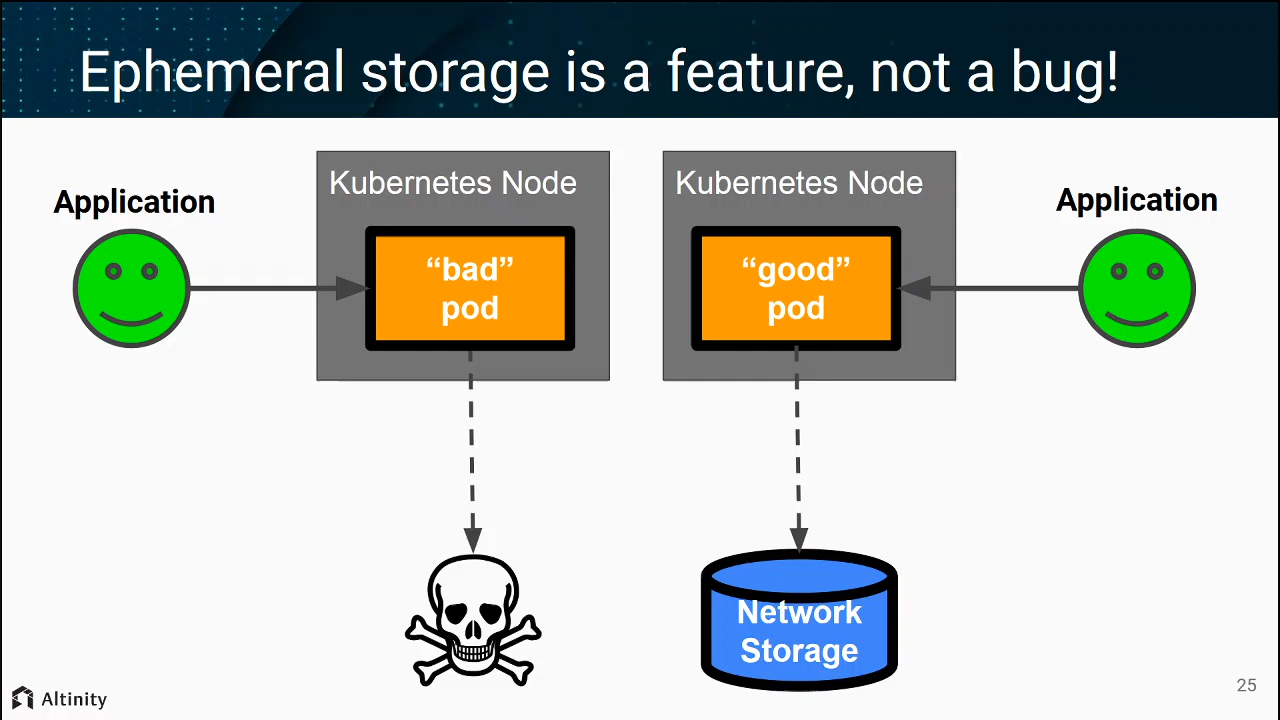 Ephemeral storage is a feature, not a bug!
Application
Kubernetes Node
“bad”
pod
Kubernetes Node
“good”
pod
Application
Network
Storage
Altinity
25